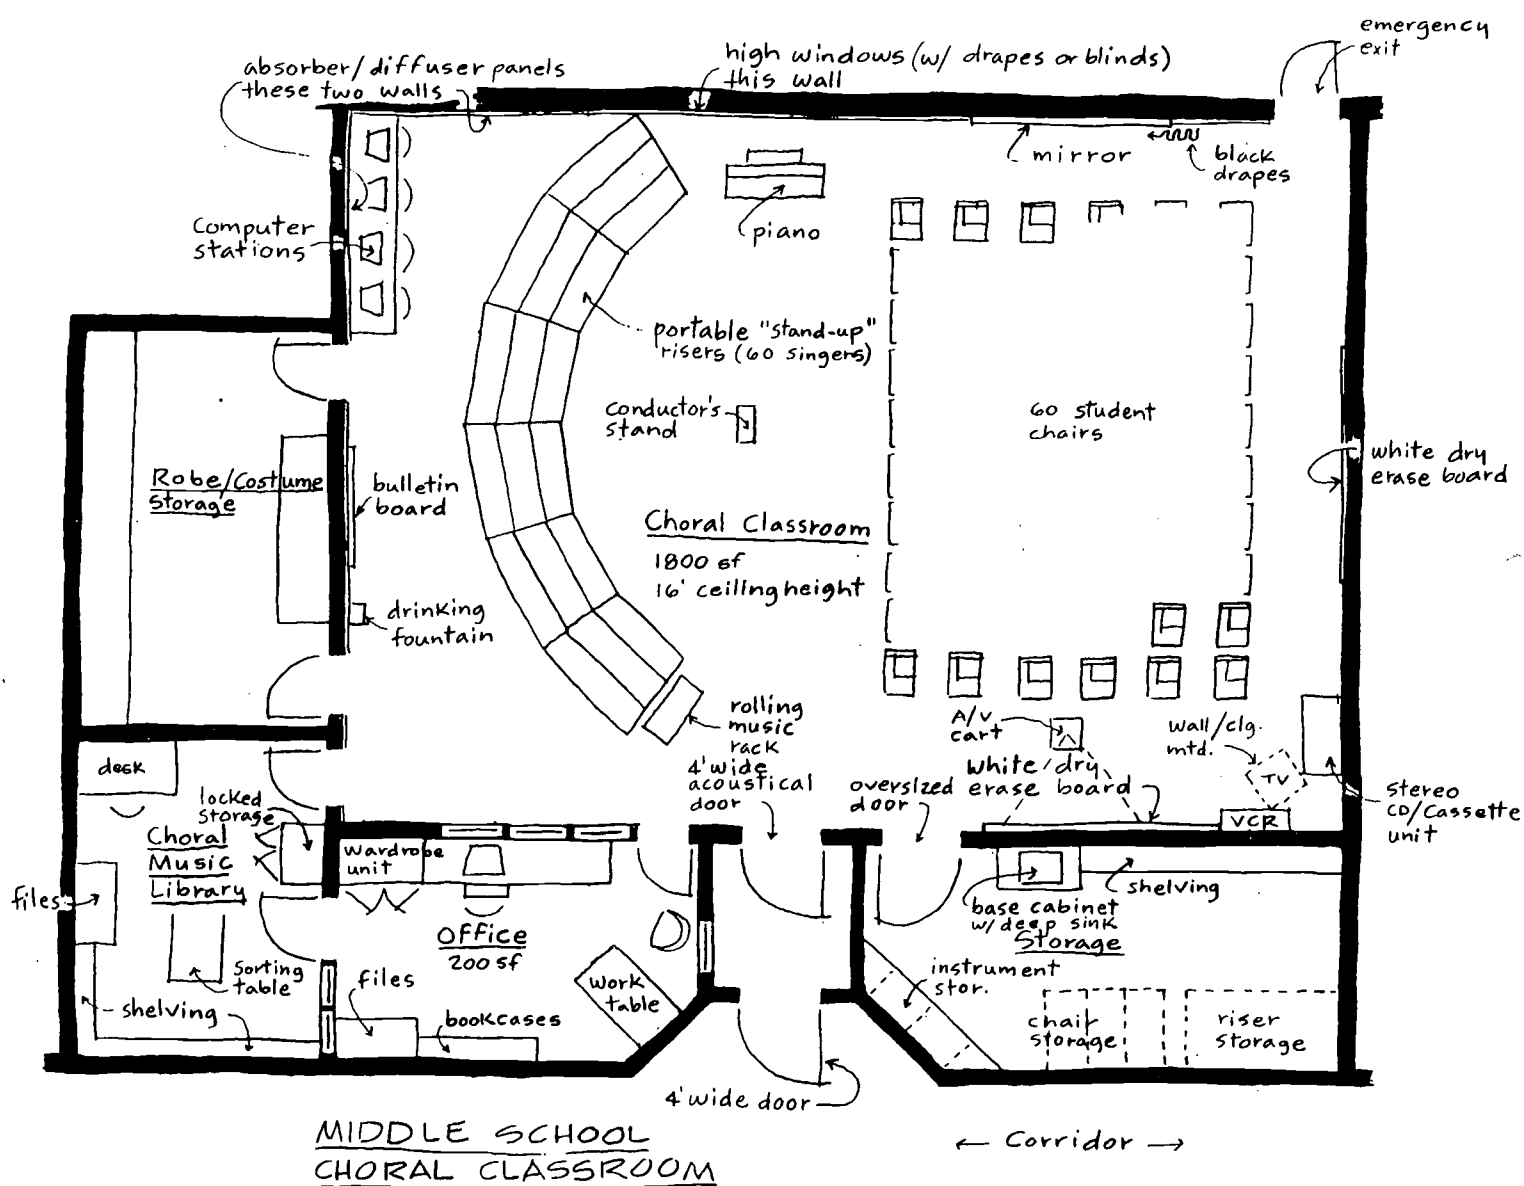 emergency
exit
high windows (w/ drapes or blinds)
this wall
absorber/diffuser panels
these two walls
mirror
black
drapes
piano
Computer
stations
portable "stand-up"
risers (60 singers)
conductor's
stand
60 student
chairs
white dry
erase board
Robe/Costume
Storage
bulletin
board
Choral Classroom
1800 sf
16' ceiling height
drinking
fountain
rolling
music
rack
A/V
cart
wall/clg.
mtd.
TV
desk
4' wide
acoustical
door
oversized
door
white dry
erase board
stereo
CD/Cassette
unit
VCR
locked
storage
Choral
Music
Library
wardrobe
unit
files
shelving
base cabinet
w/deep sink
Storage
Office
200 sf
Sorting
table
files
work
table
instrument
stor.
shelving
bookcases
chair
storage
riser
storage
4' wide door
MIDDLE SCHOOL
CHORAL CLASSROOM
← Corridor →